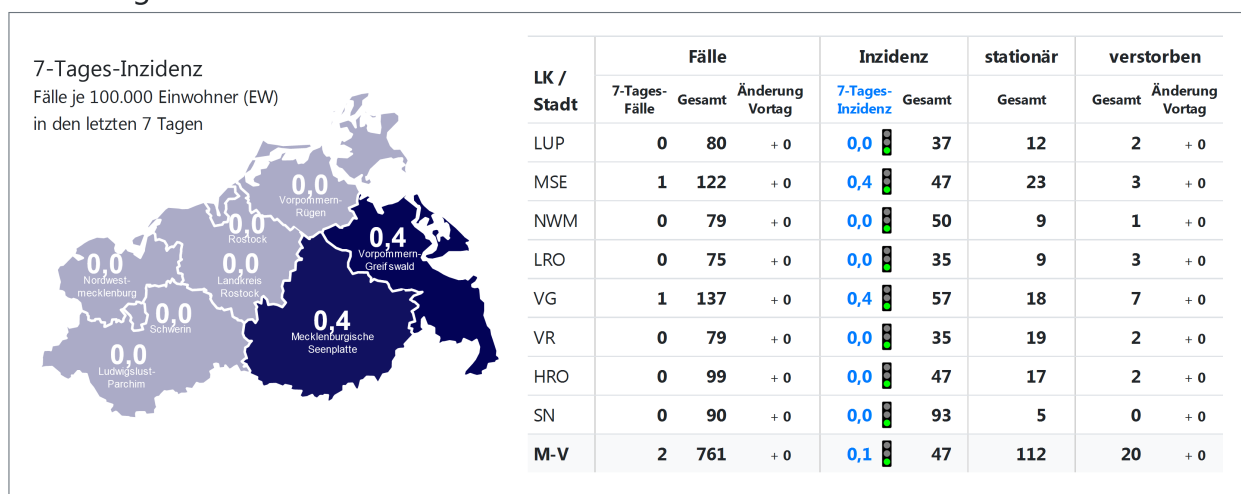 7-Tages-Inzidenz
Fälle je 100.000 Einwohner (EW)
in den letzten 7 Tagen
0,0
Vorpommern-
Rügen
0,0
Rostock
0,4
Vorpommern-
Greifswald
0,0
Nordwest-
mecklenburg
0,0
Landkreis
Rostock
0,0
Schwerin
0,4
Mecklenburgische
Seenplatte
0,0
Ludwigslust-
Parchim
LK / Stadt Fälle Inzidenz stationär verstorben
7-Tages-Fälle Gesamt Änderung Vortag 7-Tages-Inzidenz Gesamt Gesamt Gesamt Änderung Vortag
LUP 0 80 + 0 0,0 37 12 2 + 0
MSE 1 122 + 0 0,4 47 23 3 + 0
NWM 0 79 + 0 0,0 50 9 1 + 0
LRO 0 75 + 0 0,0 35 9 3 + 0
VG 1 137 + 0 0,4 57 18 7 + 0
VR 0 79 + 0 0,0 35 19 2 + 0
HRO 0 99 + 0 0,0 47 17 2 + 0
SN 0 90 + 0 0,0 93 5 0 + 0
M-V 2 761 + 0 0,1 47 112 20 + 0